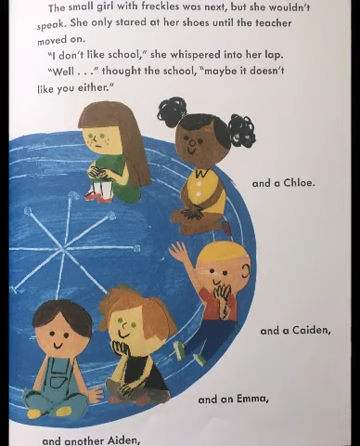 The small girl with freckles was next, but she wouldn't
speak. She only stared at her shoes until the teacher
moved on.
"I don't like school," she whispered into her lap.
"Well . . ." thought the school, "maybe it doesn't
like you either."
and a Chloe.
and a Caiden,
and an Emma,
and another Aiden,